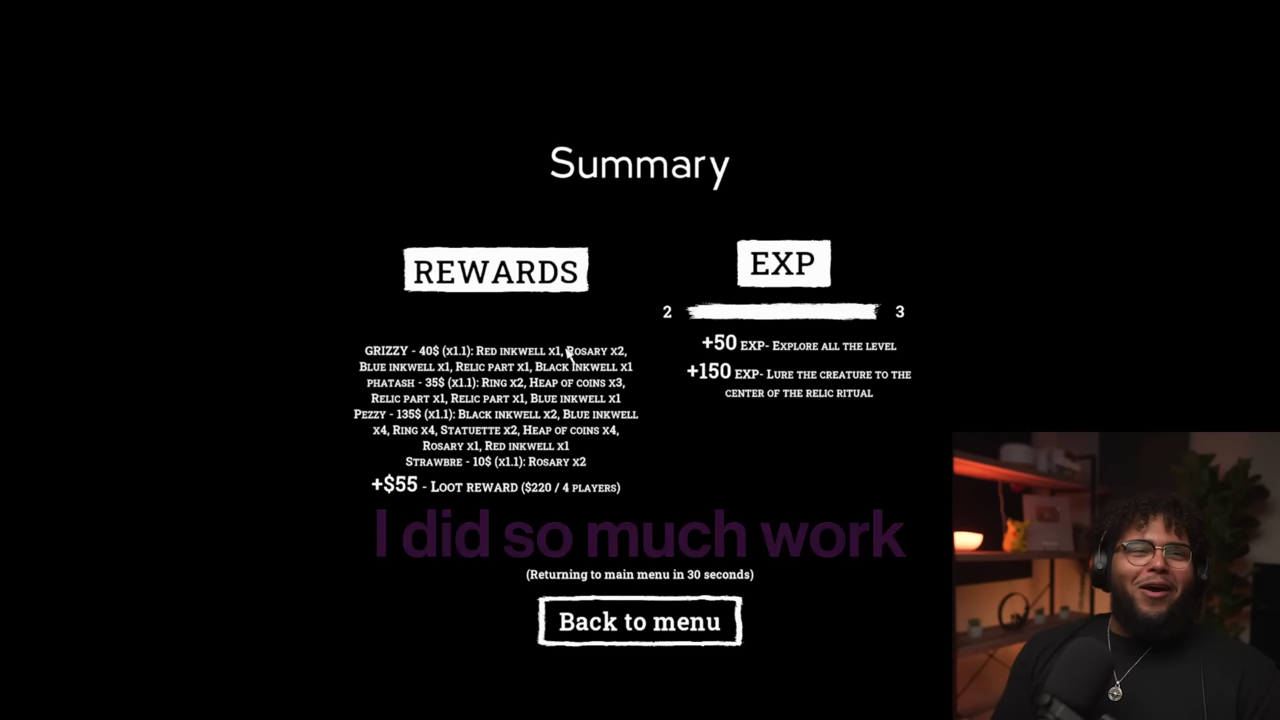 Summary
REWARDS
GRIZZY - 40$ (x1.1): Red inkwell x1, Rosary x2,
Blue inkwell x1, Relic part x1, Black inkwell x1
phatash - 35$ (x1.1): Ring x2, Heap of coins x3,
Relic part x1, Relic part x1, Blue inkwell x1
Pezzy - 135$ (x1.1): Black inkwell x2, Blue inkwell
x4, Ring x4, Statuette x2, Heap of coins x4,
Rosary x1, Red inkwell x1
Strawbre - 10$ (x1.1): Rosary x2
+$55 - Loot reward ($220 / 4 players)
EXP
2 3
+50 EXP- Explore all the level
+150 EXP- Lure the creature to the
center of the relic ritual
I did so much work
(Returning to main menu in 30 seconds)
Back to menu